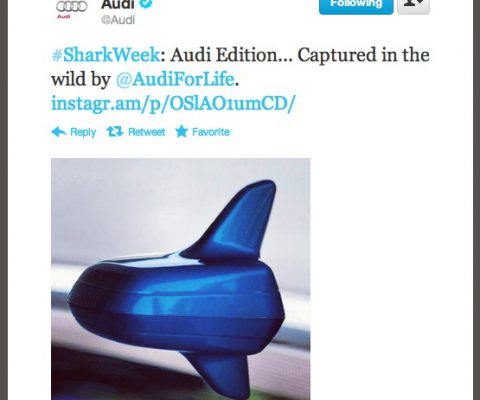 Audi
Following
Audi
@Audi
#SharkWeek: Audi Edition... Captured in the
wild by @AudiForLife.
instagr.am/p/OSlAO1umCD/
Reply Retweet Favorite